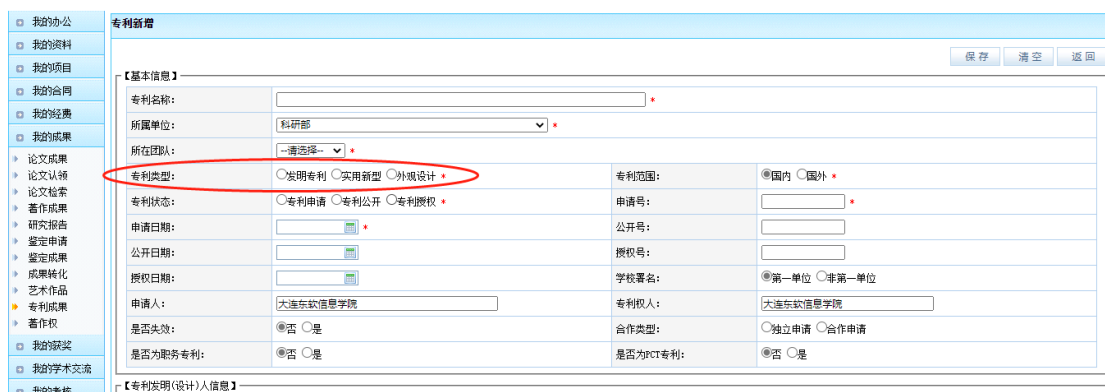 我的办公
我的资料
我的项目
我的合同
我的经费
我的成果
论文成果
论文认领
论文检索
著作成果
研究报告
鉴定申请
鉴定成果
成果转化
艺术作品
专利成果
著作权
我的获奖
我的学术交流
专利新增
保存 清空 返回
【基本信息】
专利名称: *
所属单位: 科研部 *
所在团队: --请选择-- *
专利类型: 发明专利 实用新型 外观设计 * 专利范围: 国内 国外 *
专利状态: 专利申请 专利公开 专利授权 * 申请号: *
申请日期: * 公开号:
公开日期: 授权号:
授权日期: 学校署名: 第一单位 非第一单位
申请人: 大连东软信息学院 专利权人: 大连东软信息学院
是否失效: 否 是 合作类型: 独立申请 合作申请
是否为职务专利: 否 是 是否为PCT专利: 否 是
【专利发明(设计)人信息】